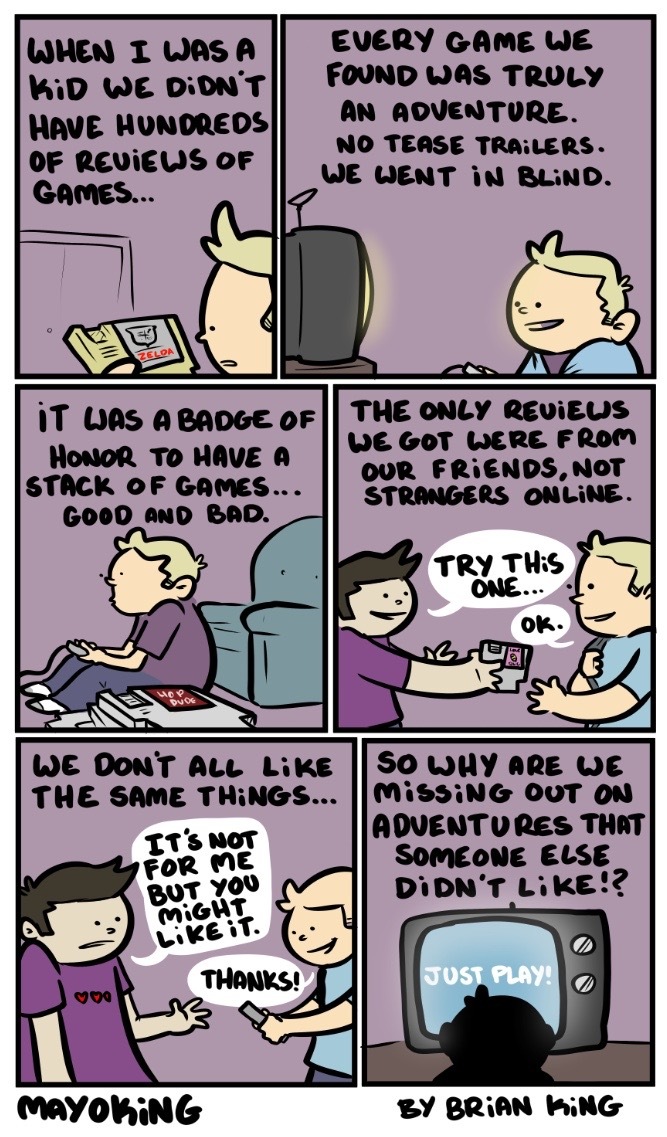 WHEN I WAS A
KiD WE DiDN'T
HAVE HUNDREDS
OF REViEWS OF
GAMES...
ZELDA
EVERY GAME WE
FOUND WAS TRULY
AN ADVENTURE.
NO TEASE TRAiLERS.
WE WENT iN BLiND.
iT WAS A BADGE OF
HONOR TO HAVE A
STACK OF GAMES...
GOOD AND BAD.
HOP
DUDE
THE ONLY REViEWS
WE GOT WERE FROM
OUR FRiENDS, NOT
STRANGERS ONLiNE.
TRY THiS
ONE...
OK.
WE DON'T ALL LiKE
THE SAME THiNGS...
IT'S NOT
FOR ME
BUT YOU
MiGHT
LiKE iT.
THANKS!
SO WHY ARE WE
MiSSiNG OUT ON
ADVENTURES THAT
SOMEONE ELSE
DiDN'T LiKE!?
JUST PLAY!
MAYOKiNG
BY BRiAN KiNG